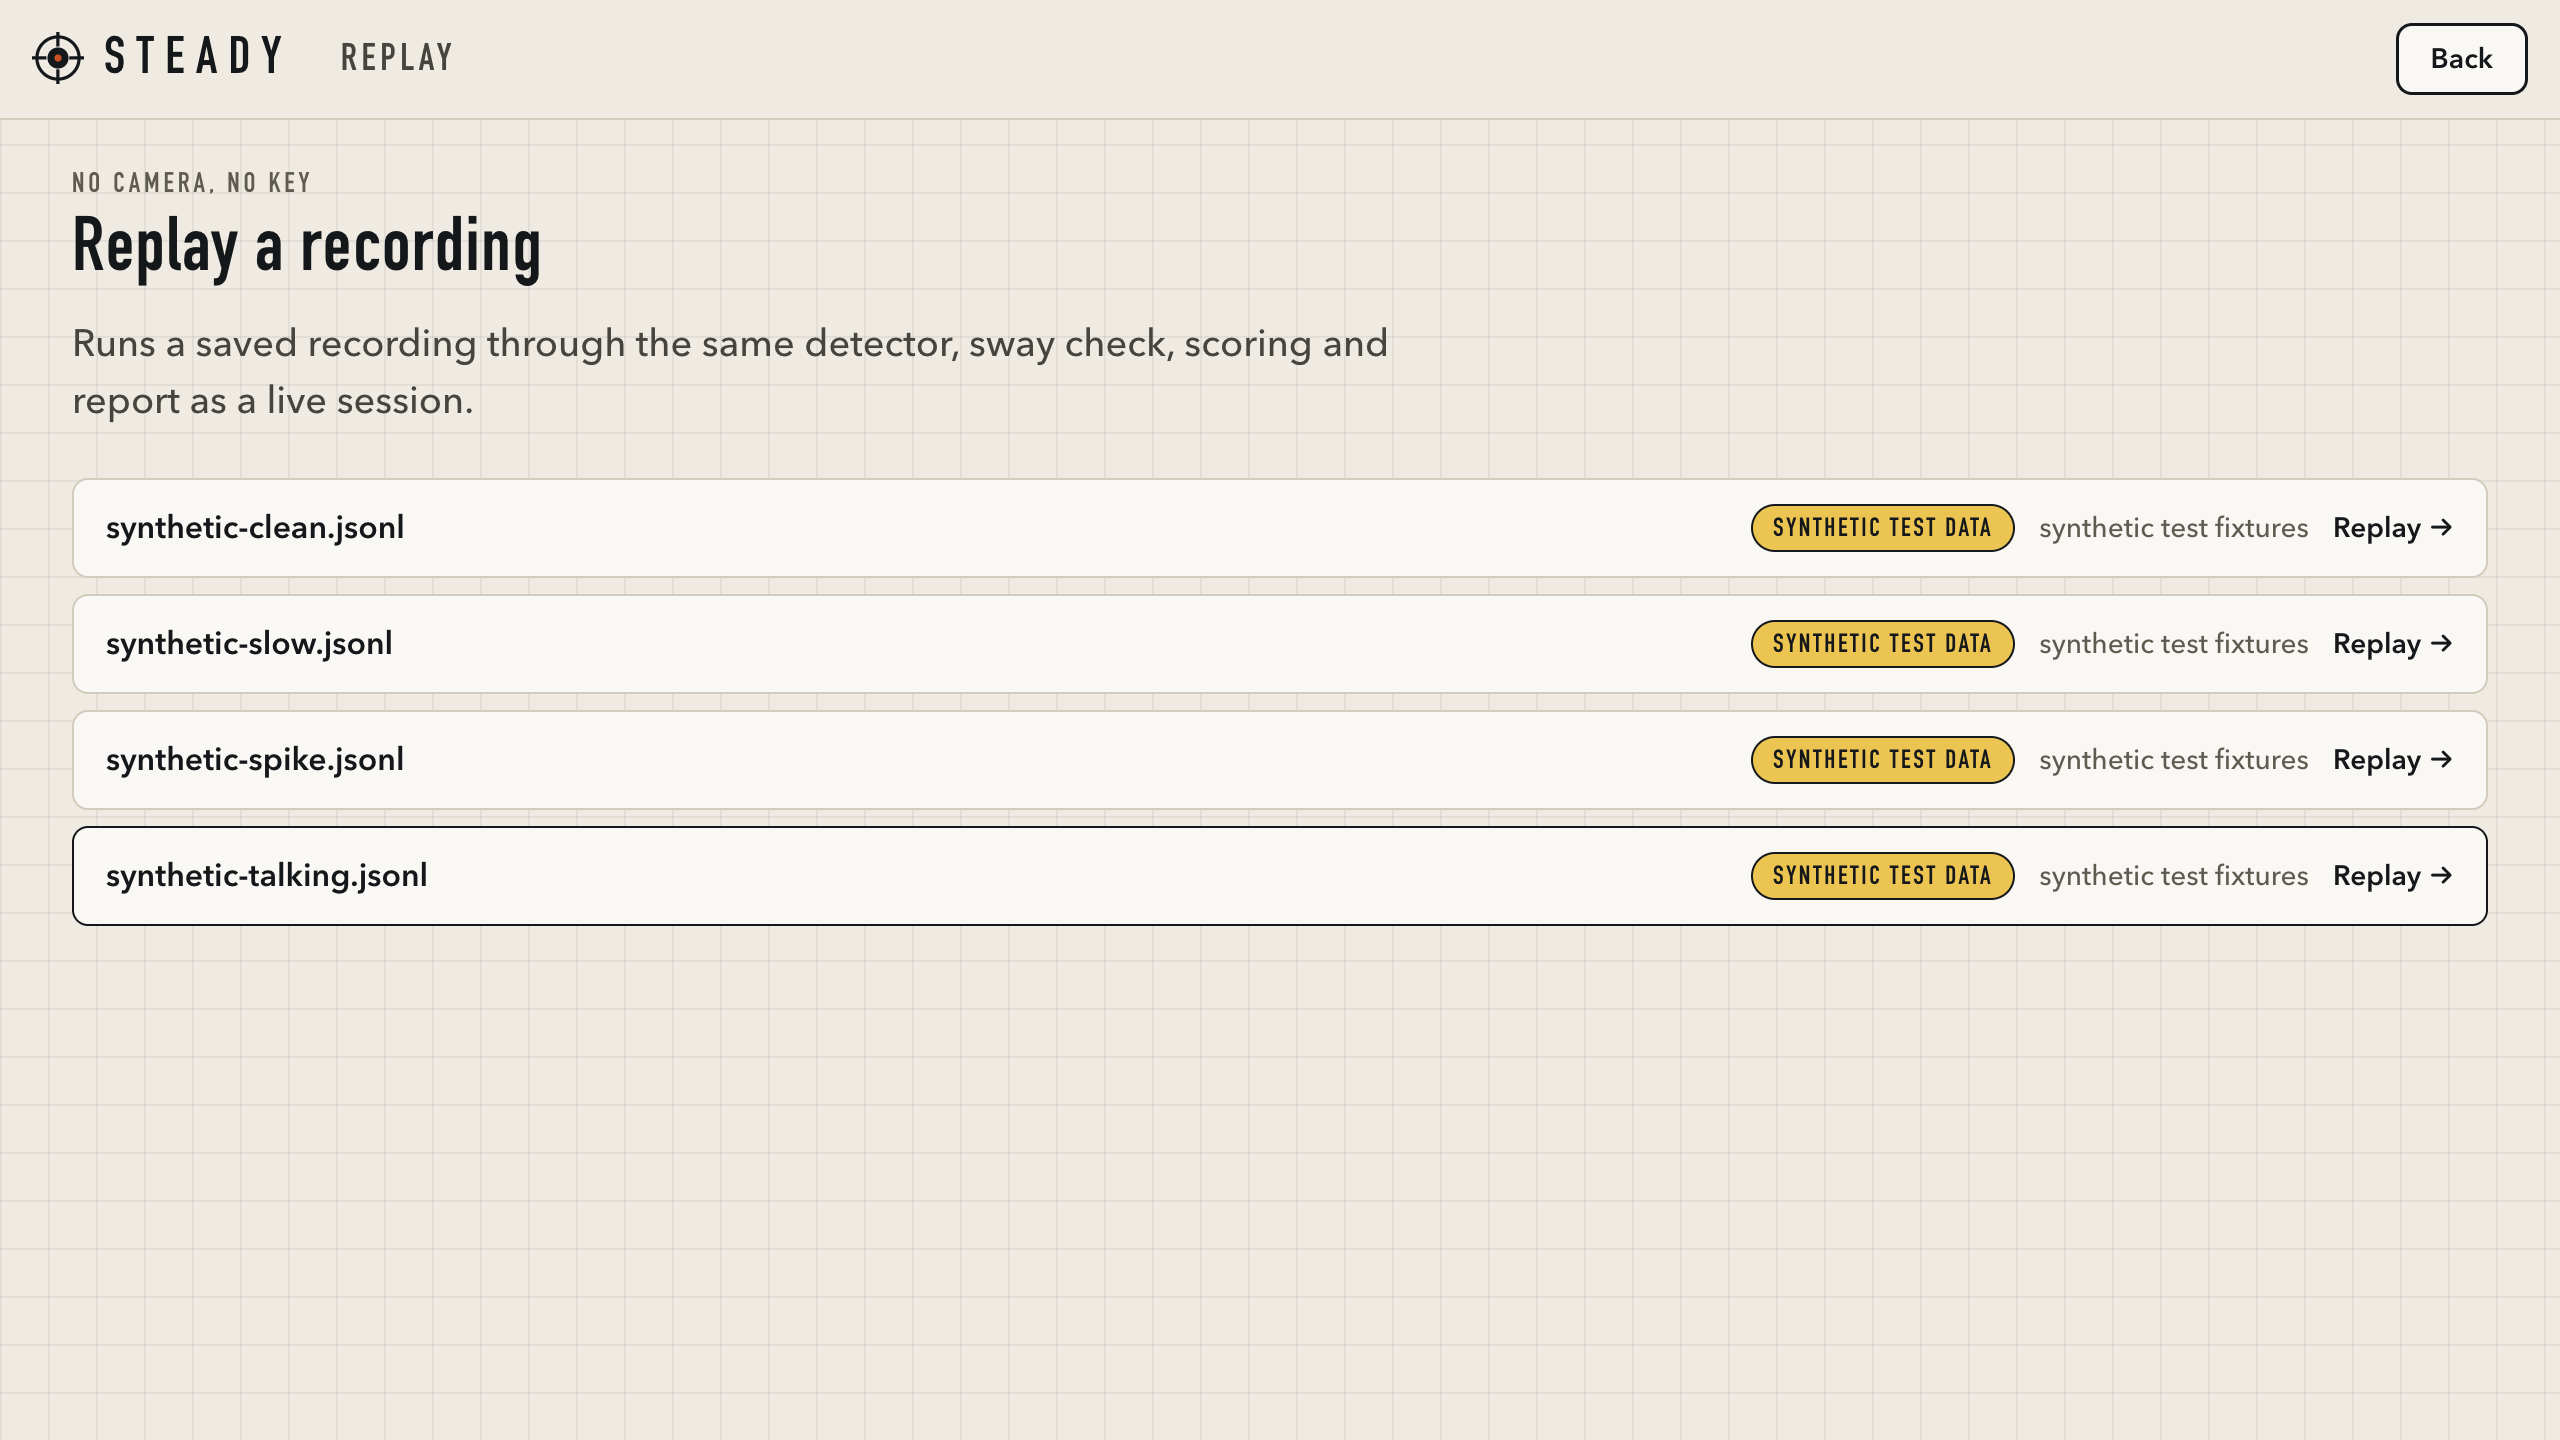 STEADY REPLAY Back
NO CAMERA, NO KEY
Replay a recording
Runs a saved recording through the same detector, sway check, scoring and
report as a live session.
synthetic-clean.jsonl SYNTHETIC TEST DATA synthetic test fixtures Replay →
synthetic-slow.jsonl SYNTHETIC TEST DATA synthetic test fixtures Replay →
synthetic-spike.jsonl SYNTHETIC TEST DATA synthetic test fixtures Replay →
synthetic-talking.jsonl SYNTHETIC TEST DATA synthetic test fixtures Replay →